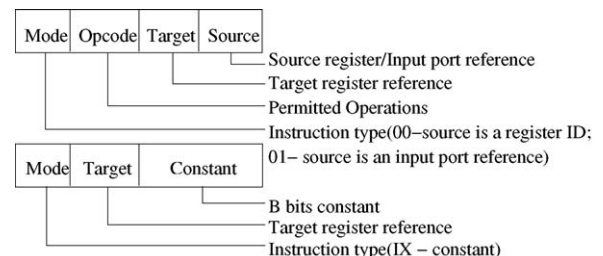 Mode Opcode Target Source
Source register/Input port reference
Target register reference
Permitted Operations
Instruction type(00−source is a register ID;
01− source is an input port reference)
Mode Target Constant
B bits constant
Target register reference
Instruction type(IX − constant)